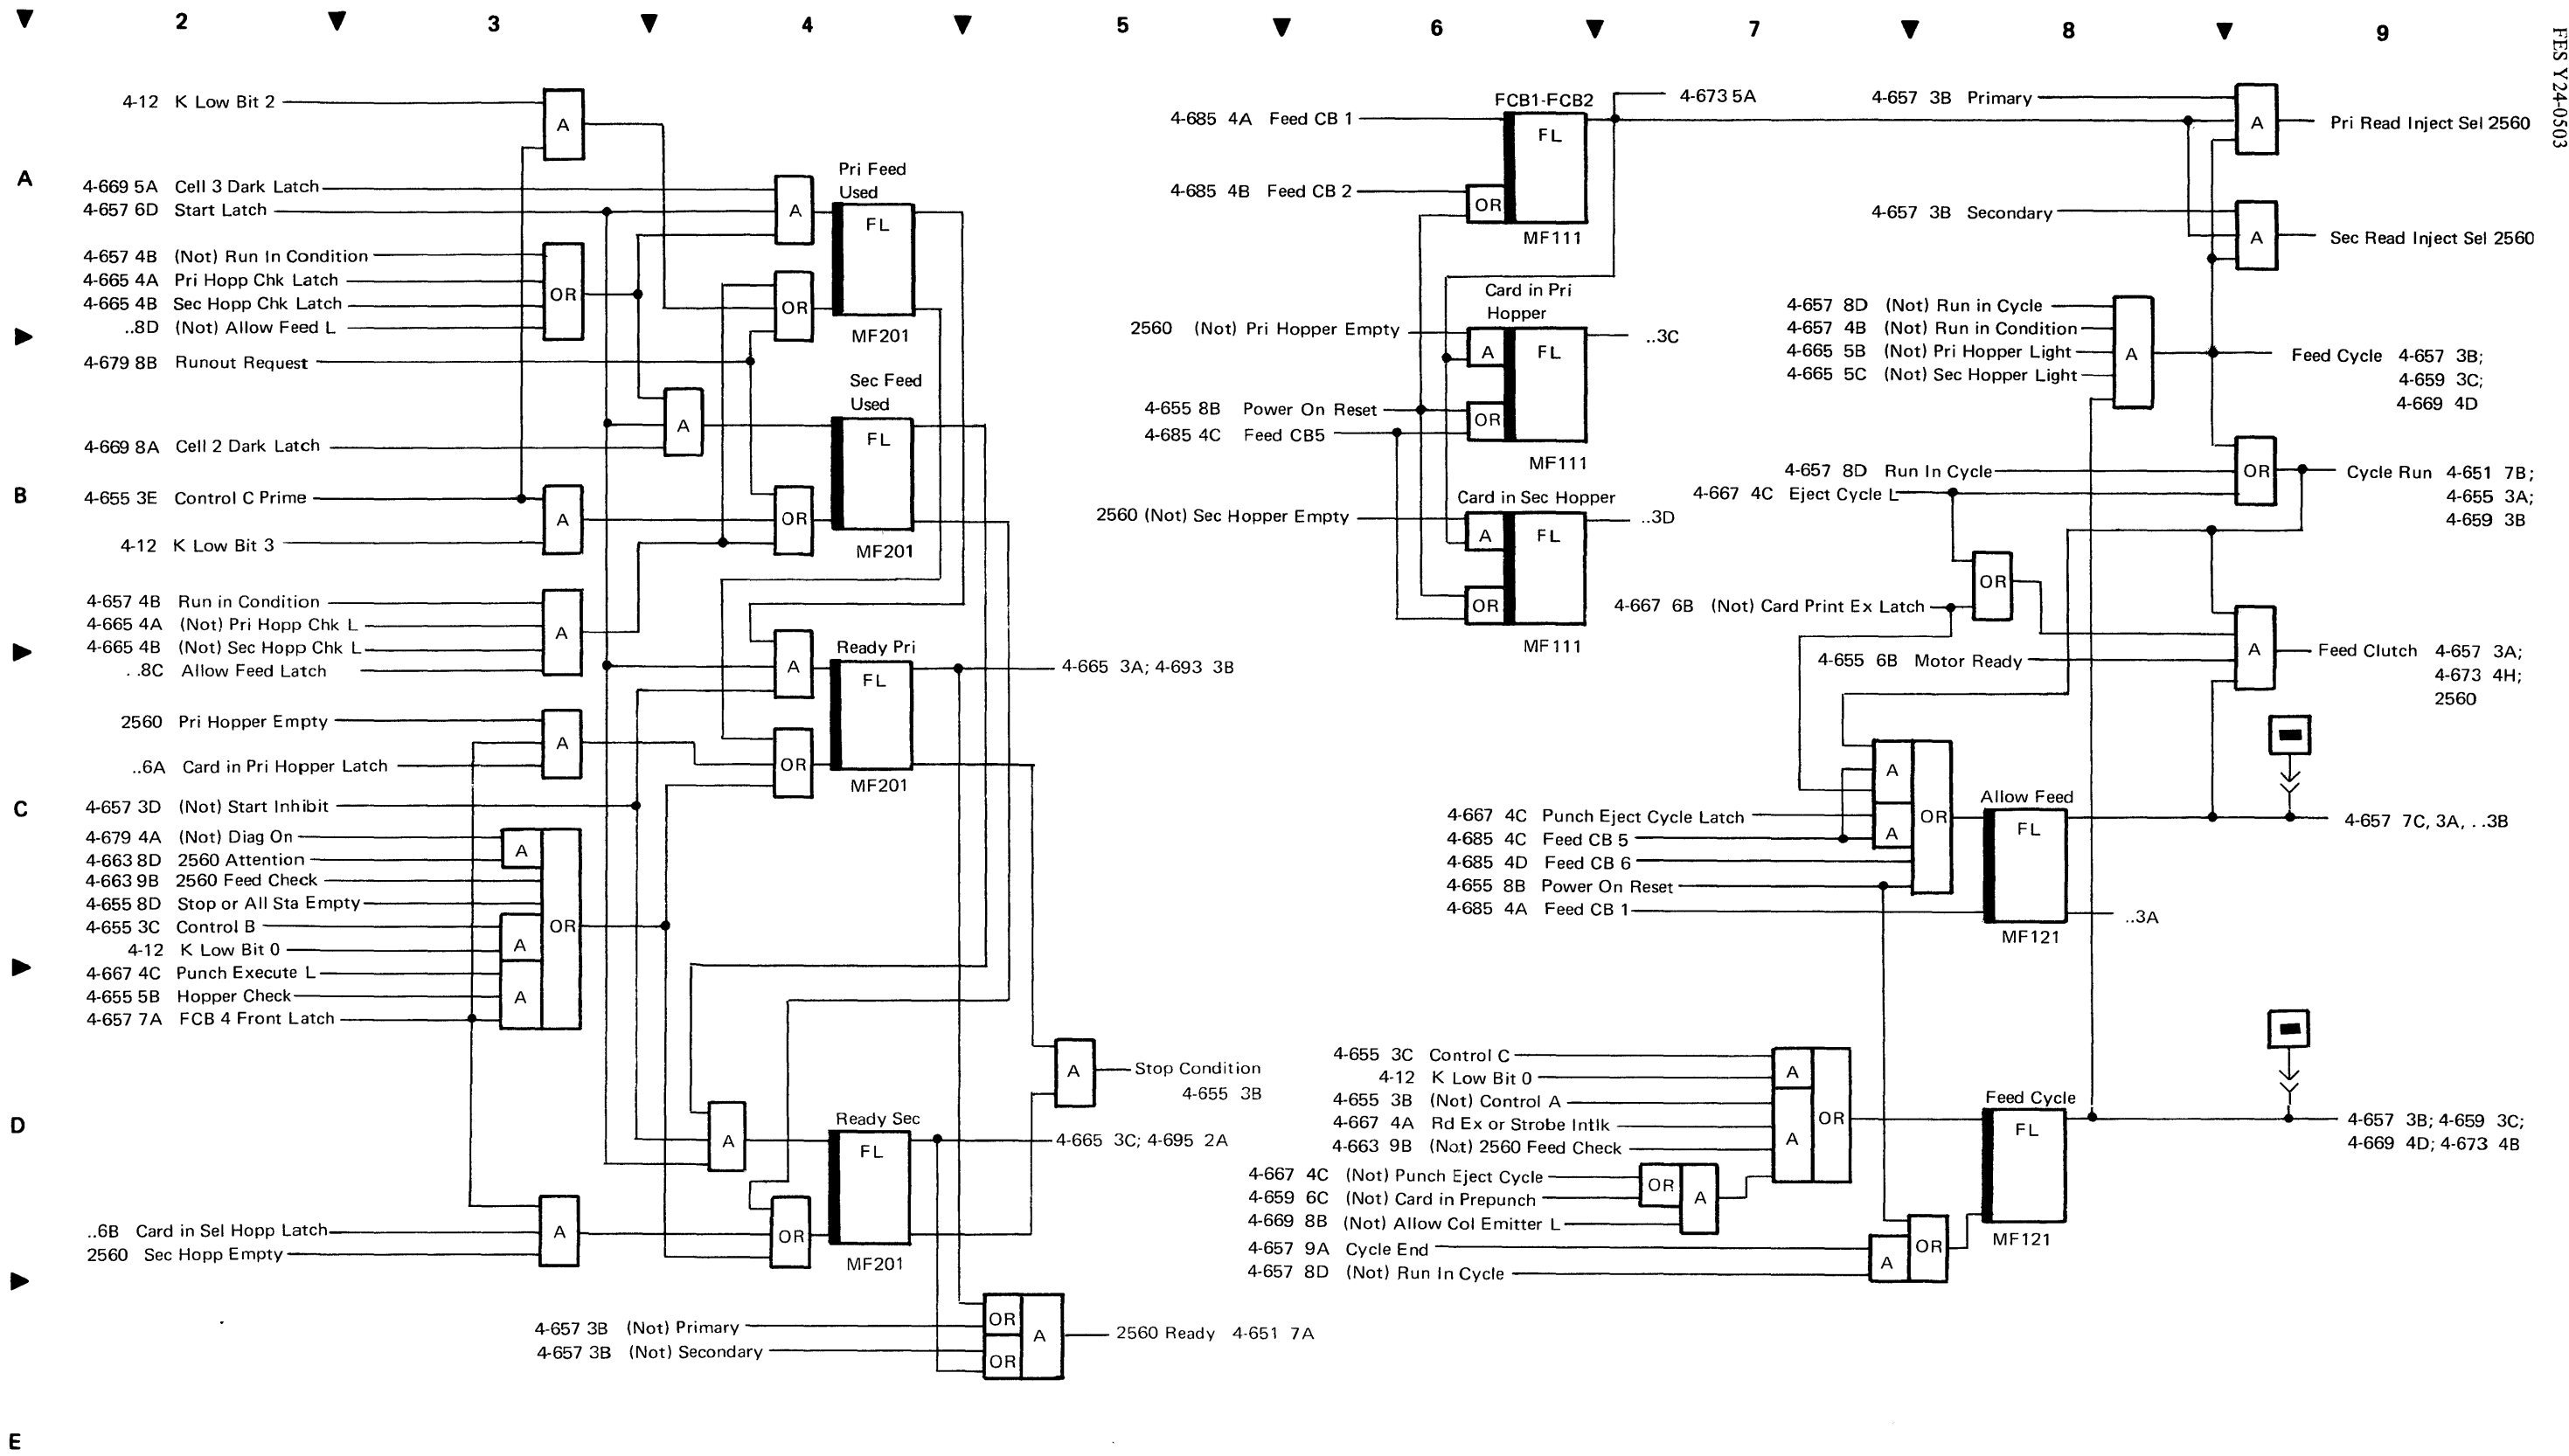 2 3 4 5 6 7 8 9
FES Y24-0503
A
B
C
D
E
4-12 K Low Bit 2
A
4-669 5A Cell 3 Dark Latch
4-657 6D Start Latch
A
Pri Feed
Used
FL
MF201
4-657 4B (Not) Run In Condition
4-665 4A Pri Hopp Chk Latch
4-665 4B Sec Hopp Chk Latch
..8D (Not) Allow Feed L
OR
OR
4-679 8B Runout Request
A
Sec Feed
Used
FL
MF201
4-669 8A Cell 2 Dark Latch
4-655 3E Control C Prime
A
OR
4-12 K Low Bit 3
4-657 4B Run in Condition
4-665 4A (Not) Pri Hopp Chk L
4-665 4B (Not) Sec Hopp Chk L
..8C Allow Feed Latch
A
A
Ready Pri
FL
MF201
4-665 3A; 4-693 3B
2560 Pri Hopper Empty
A
OR
..6A Card in Pri Hopper Latch
4-657 3D (Not) Start Inhibit
4-679 4A (Not) Diag On
4-663 8D 2560 Attention
A
4-663 9B 2560 Feed Check
4-655 8D Stop or All Sta Empty
4-655 3C Control B
4-12 K Low Bit 0
A
OR
4-667 4C Punch Execute L
4-655 5B Hopper Check
A
4-657 7A FCB 4 Front Latch
A
Stop Condition
4-655 3B
A
Ready Sec
FL
MF201
4-665 3C; 4-695 2A
..6B Card in Sel Hopp Latch
2560 Sec Hopp Empty
A
OR
4-657 3B (Not) Primary
4-657 3B (Not) Secondary
OR
OR
A
2560 Ready 4-651 7A
FCB1-FCB2
4-685 4A Feed CB 1
FL
4-673 5A
4-685 4B Feed CB 2
OR
MF111
Card in Pri
Hopper
2560 (Not) Pri Hopper Empty
A
FL
..3C
4-655 8B Power On Reset
4-685 4C Feed CB5
OR
MF111
Card in Sec Hopper
2560 (Not) Sec Hopper Empty
A
FL
..3D
OR
MF111
4-657 3B Primary
A
Pri Read Inject Sel 2560
4-657 3B Secondary
A
Sec Read Inject Sel 2560
4-657 8D (Not) Run in Cycle
4-657 4B (Not) Run in Condition
4-665 5B (Not) Pri Hopper Light
4-665 5C (Not) Sec Hopper Light
A
Feed Cycle 4-657 3B;
4-659 3C;
4-669 4D
4-657 8D Run In Cycle
4-667 4C Eject Cycle L
OR
Cycle Run 4-651 7B;
4-655 3A;
4-659 3B
OR
4-667 6B (Not) Card Print Ex Latch
4-655 6B Motor Ready
A
Feed Clutch 4-657 3A;
4-673 4H;
2560
A
4-667 4C Punch Eject Cycle Latch
4-685 4C Feed CB 5
A
OR
4-685 4D Feed CB 6
4-655 8B Power On Reset
4-685 4A Feed CB 1
Allow Feed
FL
MF121
4-657 7C, 3A, ..3B
..3A
4-655 3C Control C
4-12 K Low Bit 0
A
4-655 3B (Not) Control A
4-667 4A Rd Ex or Strobe Intlk
4-663 9B (Not) 2560 Feed Check
A
OR
4-667 4C (Not) Punch Eject Cycle
4-659 6C (Not) Card in Prepunch
4-669 8B (Not) Allow Col Emitter L
OR
A
4-657 9A Cycle End
4-657 8D (Not) Run In Cycle
A
OR
Feed Cycle
FL
MF121
4-657 3B; 4-659 3C;
4-669 4D; 4-673 4B